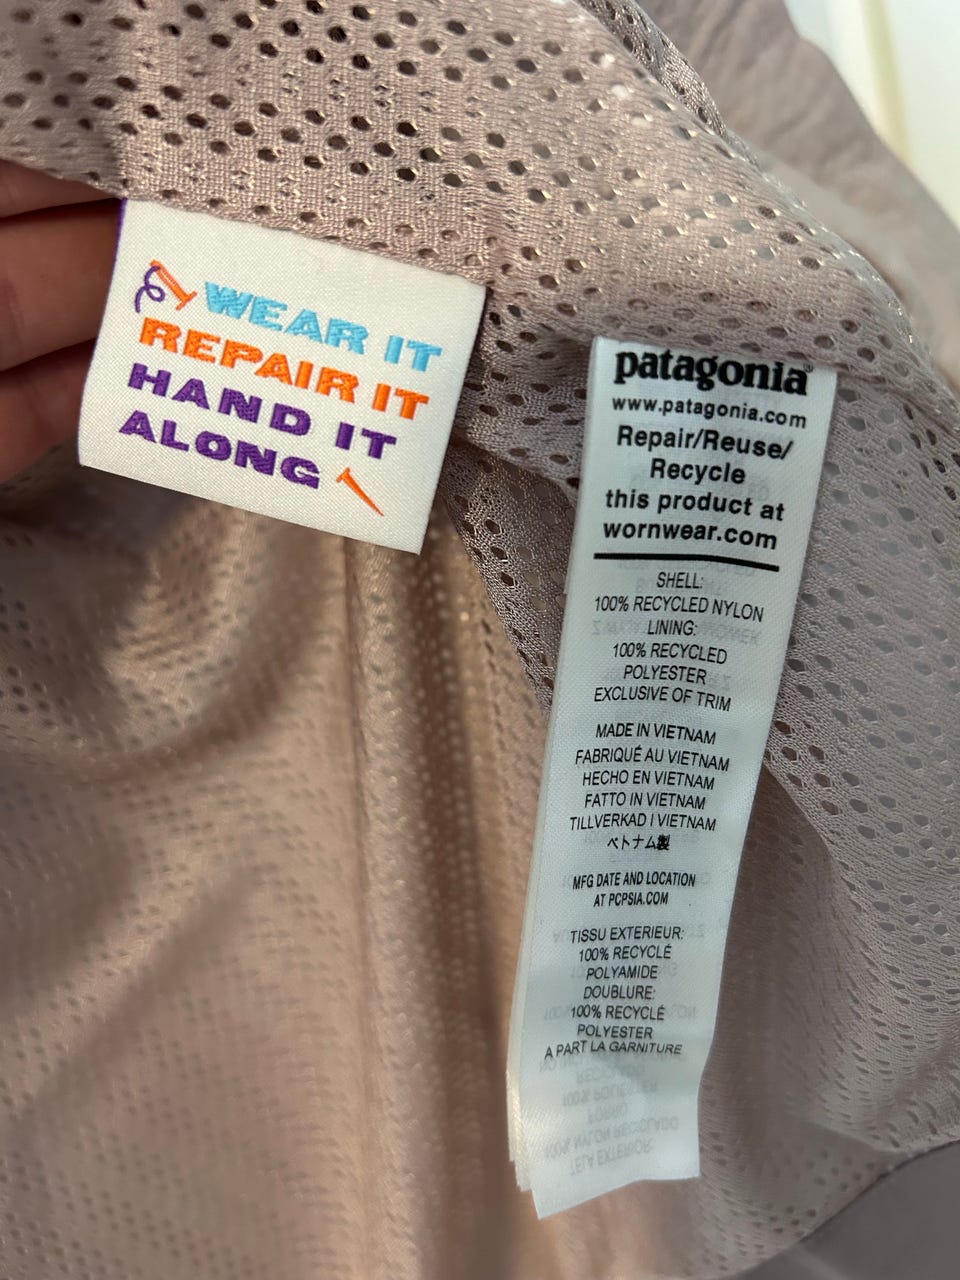 WEAR IT
REPAIR IT
HAND IT
ALONG
patagonia®
www.patagonia.com
Repair/Reuse/
Recycle
this product at
wornwear.com
SHELL:
100% RECYCLED NYLON
LINING:
100% RECYCLED
POLYESTER
EXCLUSIVE OF TRIM
MADE IN VIETNAM
FABRIQUÉ AU VIETNAM
HECHO EN VIETNAM
FATTO IN VIETNAM
TILLVERKAD I VIETNAM
ベトナム製
MFG DATE AND LOCATION
AT PCPSIA.COM
TISSU EXTERIEUR:
100% RECYCLÉ
POLYAMIDE
DOUBLURE:
100% RECYCLÉ
POLYESTER
A PART LA GARNITURE